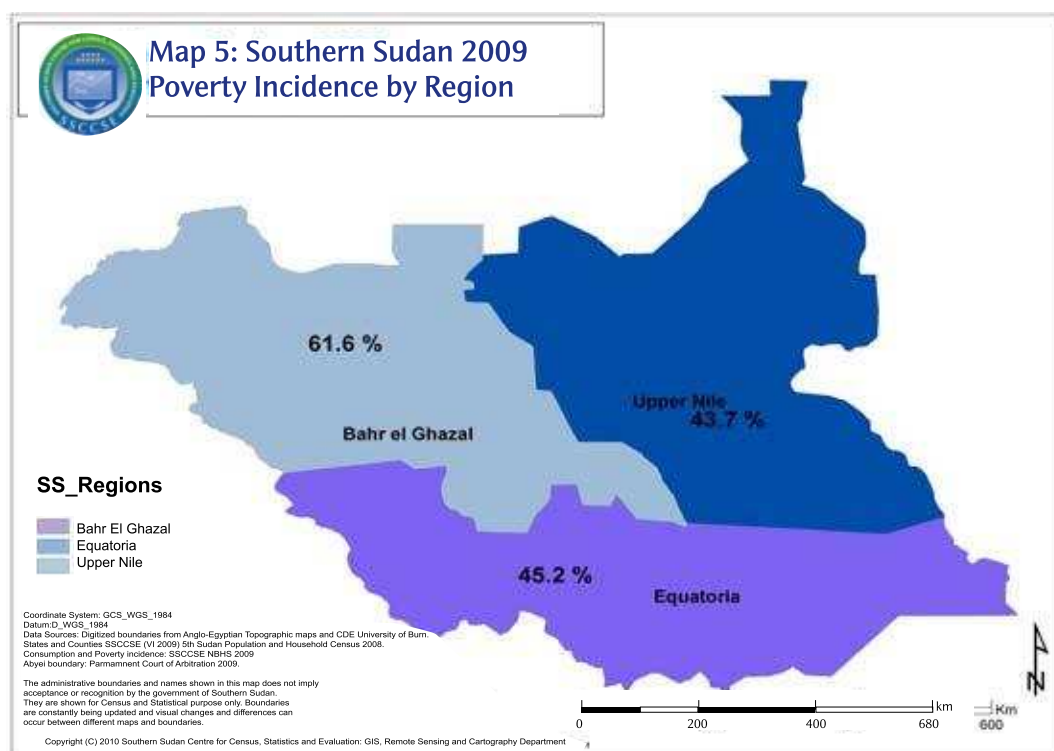 Map 5: Southern Sudan 2009
Poverty Incidence by Region
SSCCSE
61.6 %
Bahr el Ghazal
Upper Nile
43.7 %
45.2 %
Equatoria
SS_Regions
Bahr El Ghazal
Equatoria
Upper Nile
Coordinate System: GCS_WGS_1984
Datum:D_WGS_1984
Data Sources: Digitized boundaries from Anglo-Egyptian Topographic maps and CDE University of Burn.
States and Counties SSCCSE (VI 2009) 5th Sudan Population and Household Census 2008.
Consumption and Poverty incidence: SSCCSE NBHS 2009
Abyei boundary: Parmamnent Court of Arbitration 2009.
The administrative boundaries and names shown in this map does not imply
acceptance or recognition by the government of Southern Sudan.
They are shown for Census and Statistical purpose only. Boundaries
are constantly being updated and visual changes and differences can
occur between different maps and boundaries.
Copyright (C) 2010 Southern Sudan Centre for Census, Statistics and Evaluation: GIS, Remote Sensing and Cartography Department
N
km
0 200 400 680
Km
600